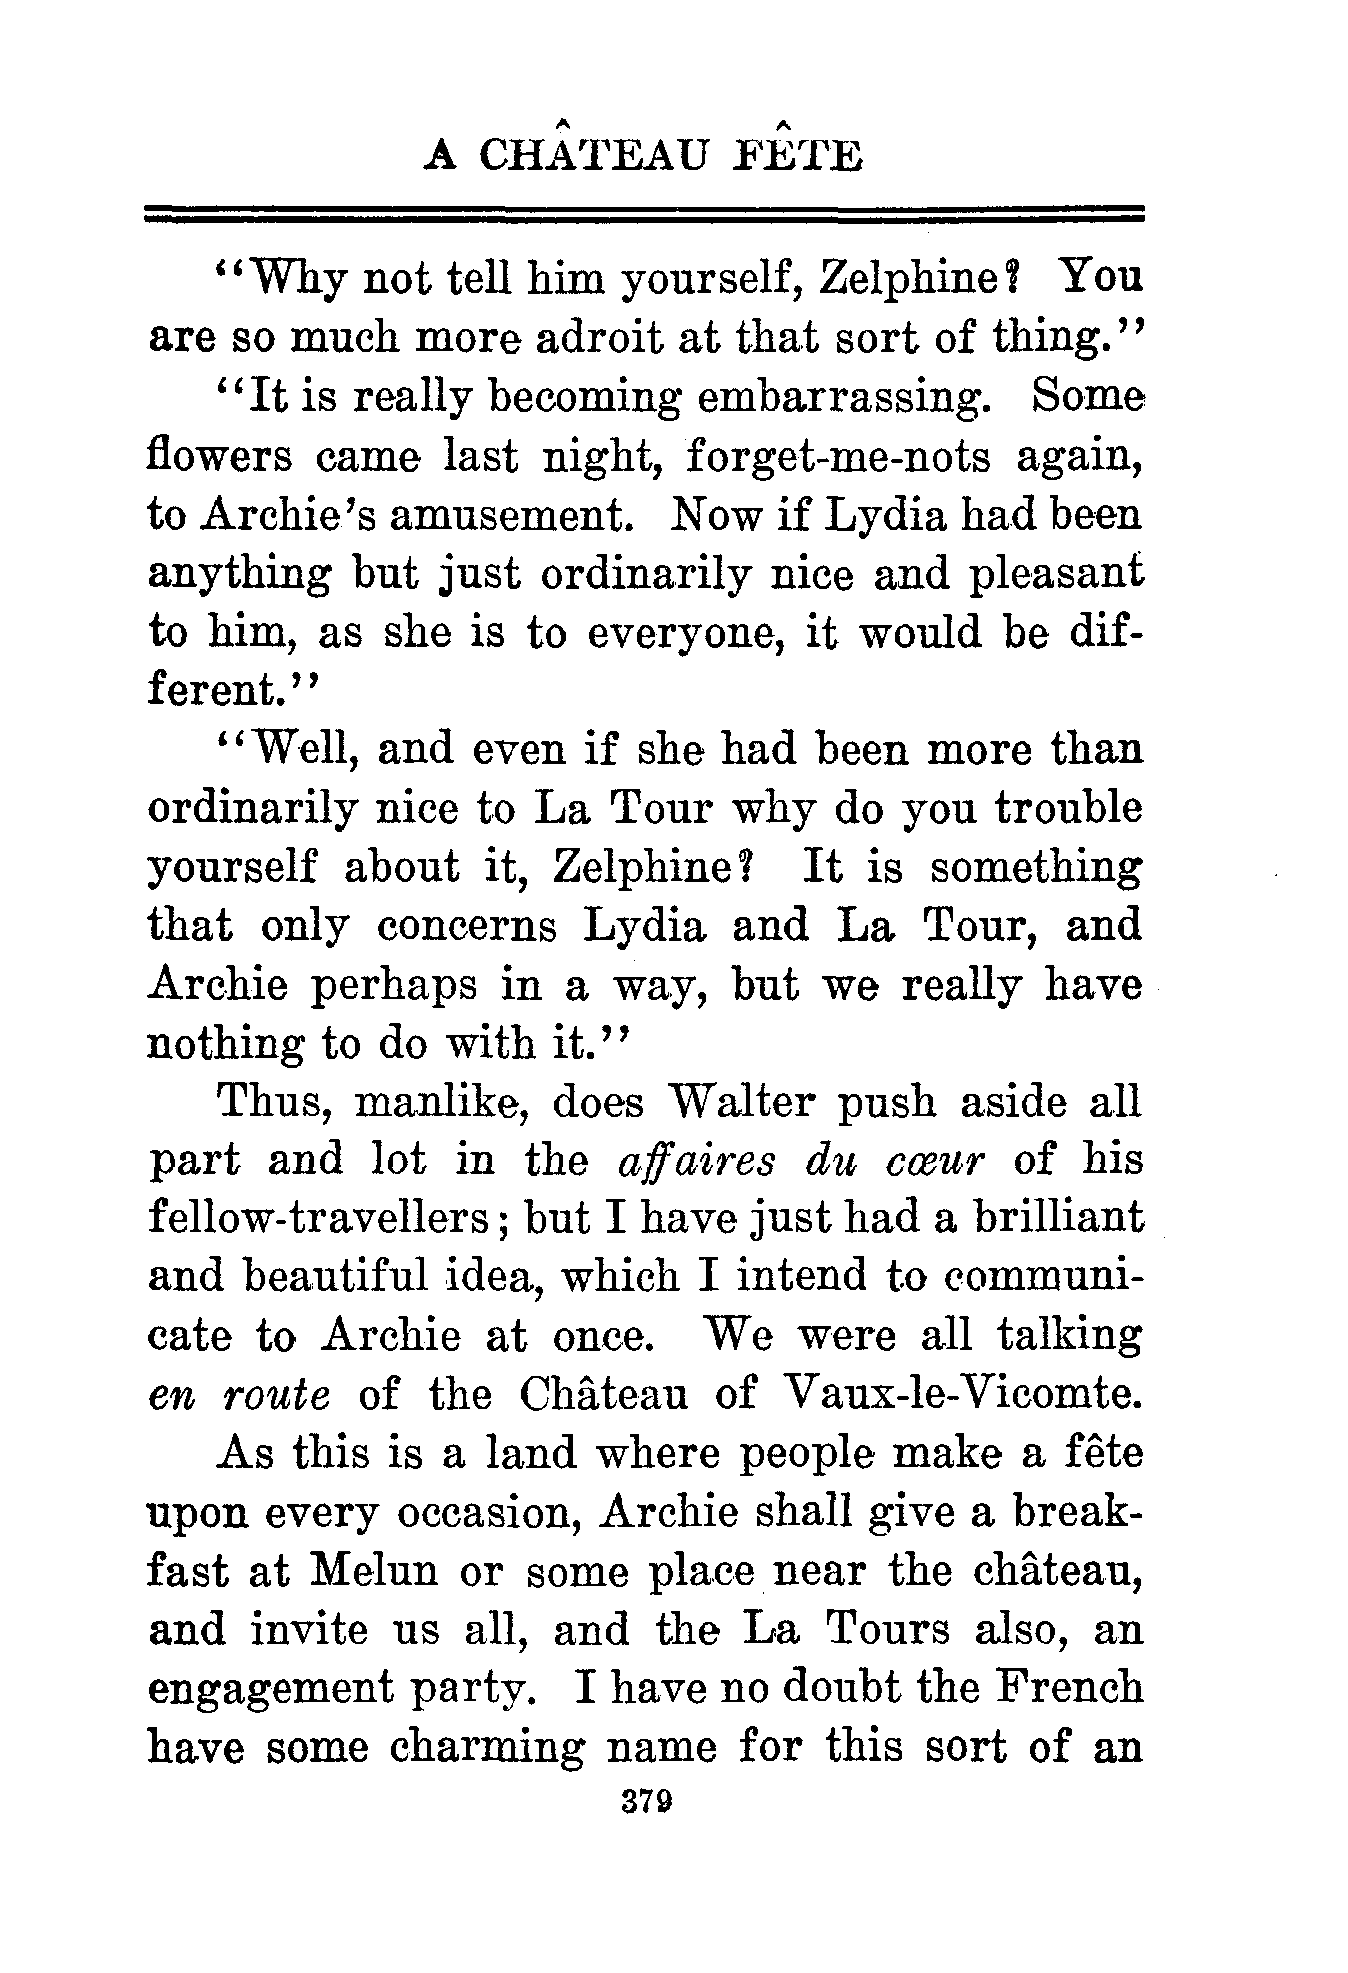 A CHÂTEAU FÊTE
“Why not tell him yourself, Zelphine? You
are so much more adroit at that sort of thing.”
“It is really becoming embarrassing. Some
flowers came last night, forget-me-nots again,
to Archie’s amusement. Now if Lydia had been
anything but just ordinarily nice and pleasant
to him, as she is to everyone, it would be dif-
ferent.”
“Well, and even if she had been more than
ordinarily nice to La Tour why do you trouble
yourself about it, Zelphine? It is something
that only concerns Lydia and La Tour, and
Archie perhaps in a way, but we really have
nothing to do with it.”
Thus, manlike, does Walter push aside all
part and lot in the affaires du cœur of his
fellow-travellers; but I have just had a brilliant
and beautiful idea, which I intend to communi-
cate to Archie at once. We were all talking
en route of the Château of Vaux-le-Vicomte.
As this is a land where people make a fête
upon every occasion, Archie shall give a break-
fast at Melun or some place near the château,
and invite us all, and the La Tours also, an
engagement party. I have no doubt the French
have some charming name for this sort of an
379